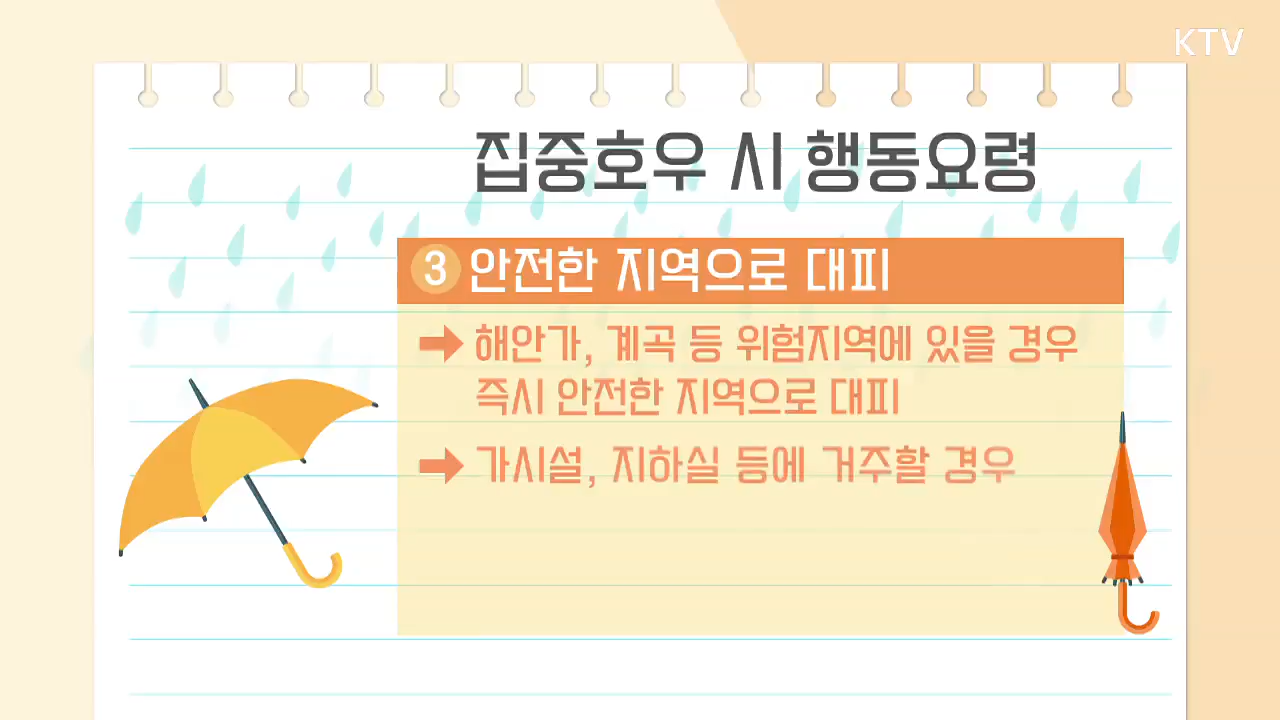 KTV
집중호우 시 행동요령
3 안전한 지역으로 대피
해안가, 계곡 등 위험지역에 있을 경우
즉시 안전한 지역으로 대피
가시설, 지하실 등에 거주할 경우